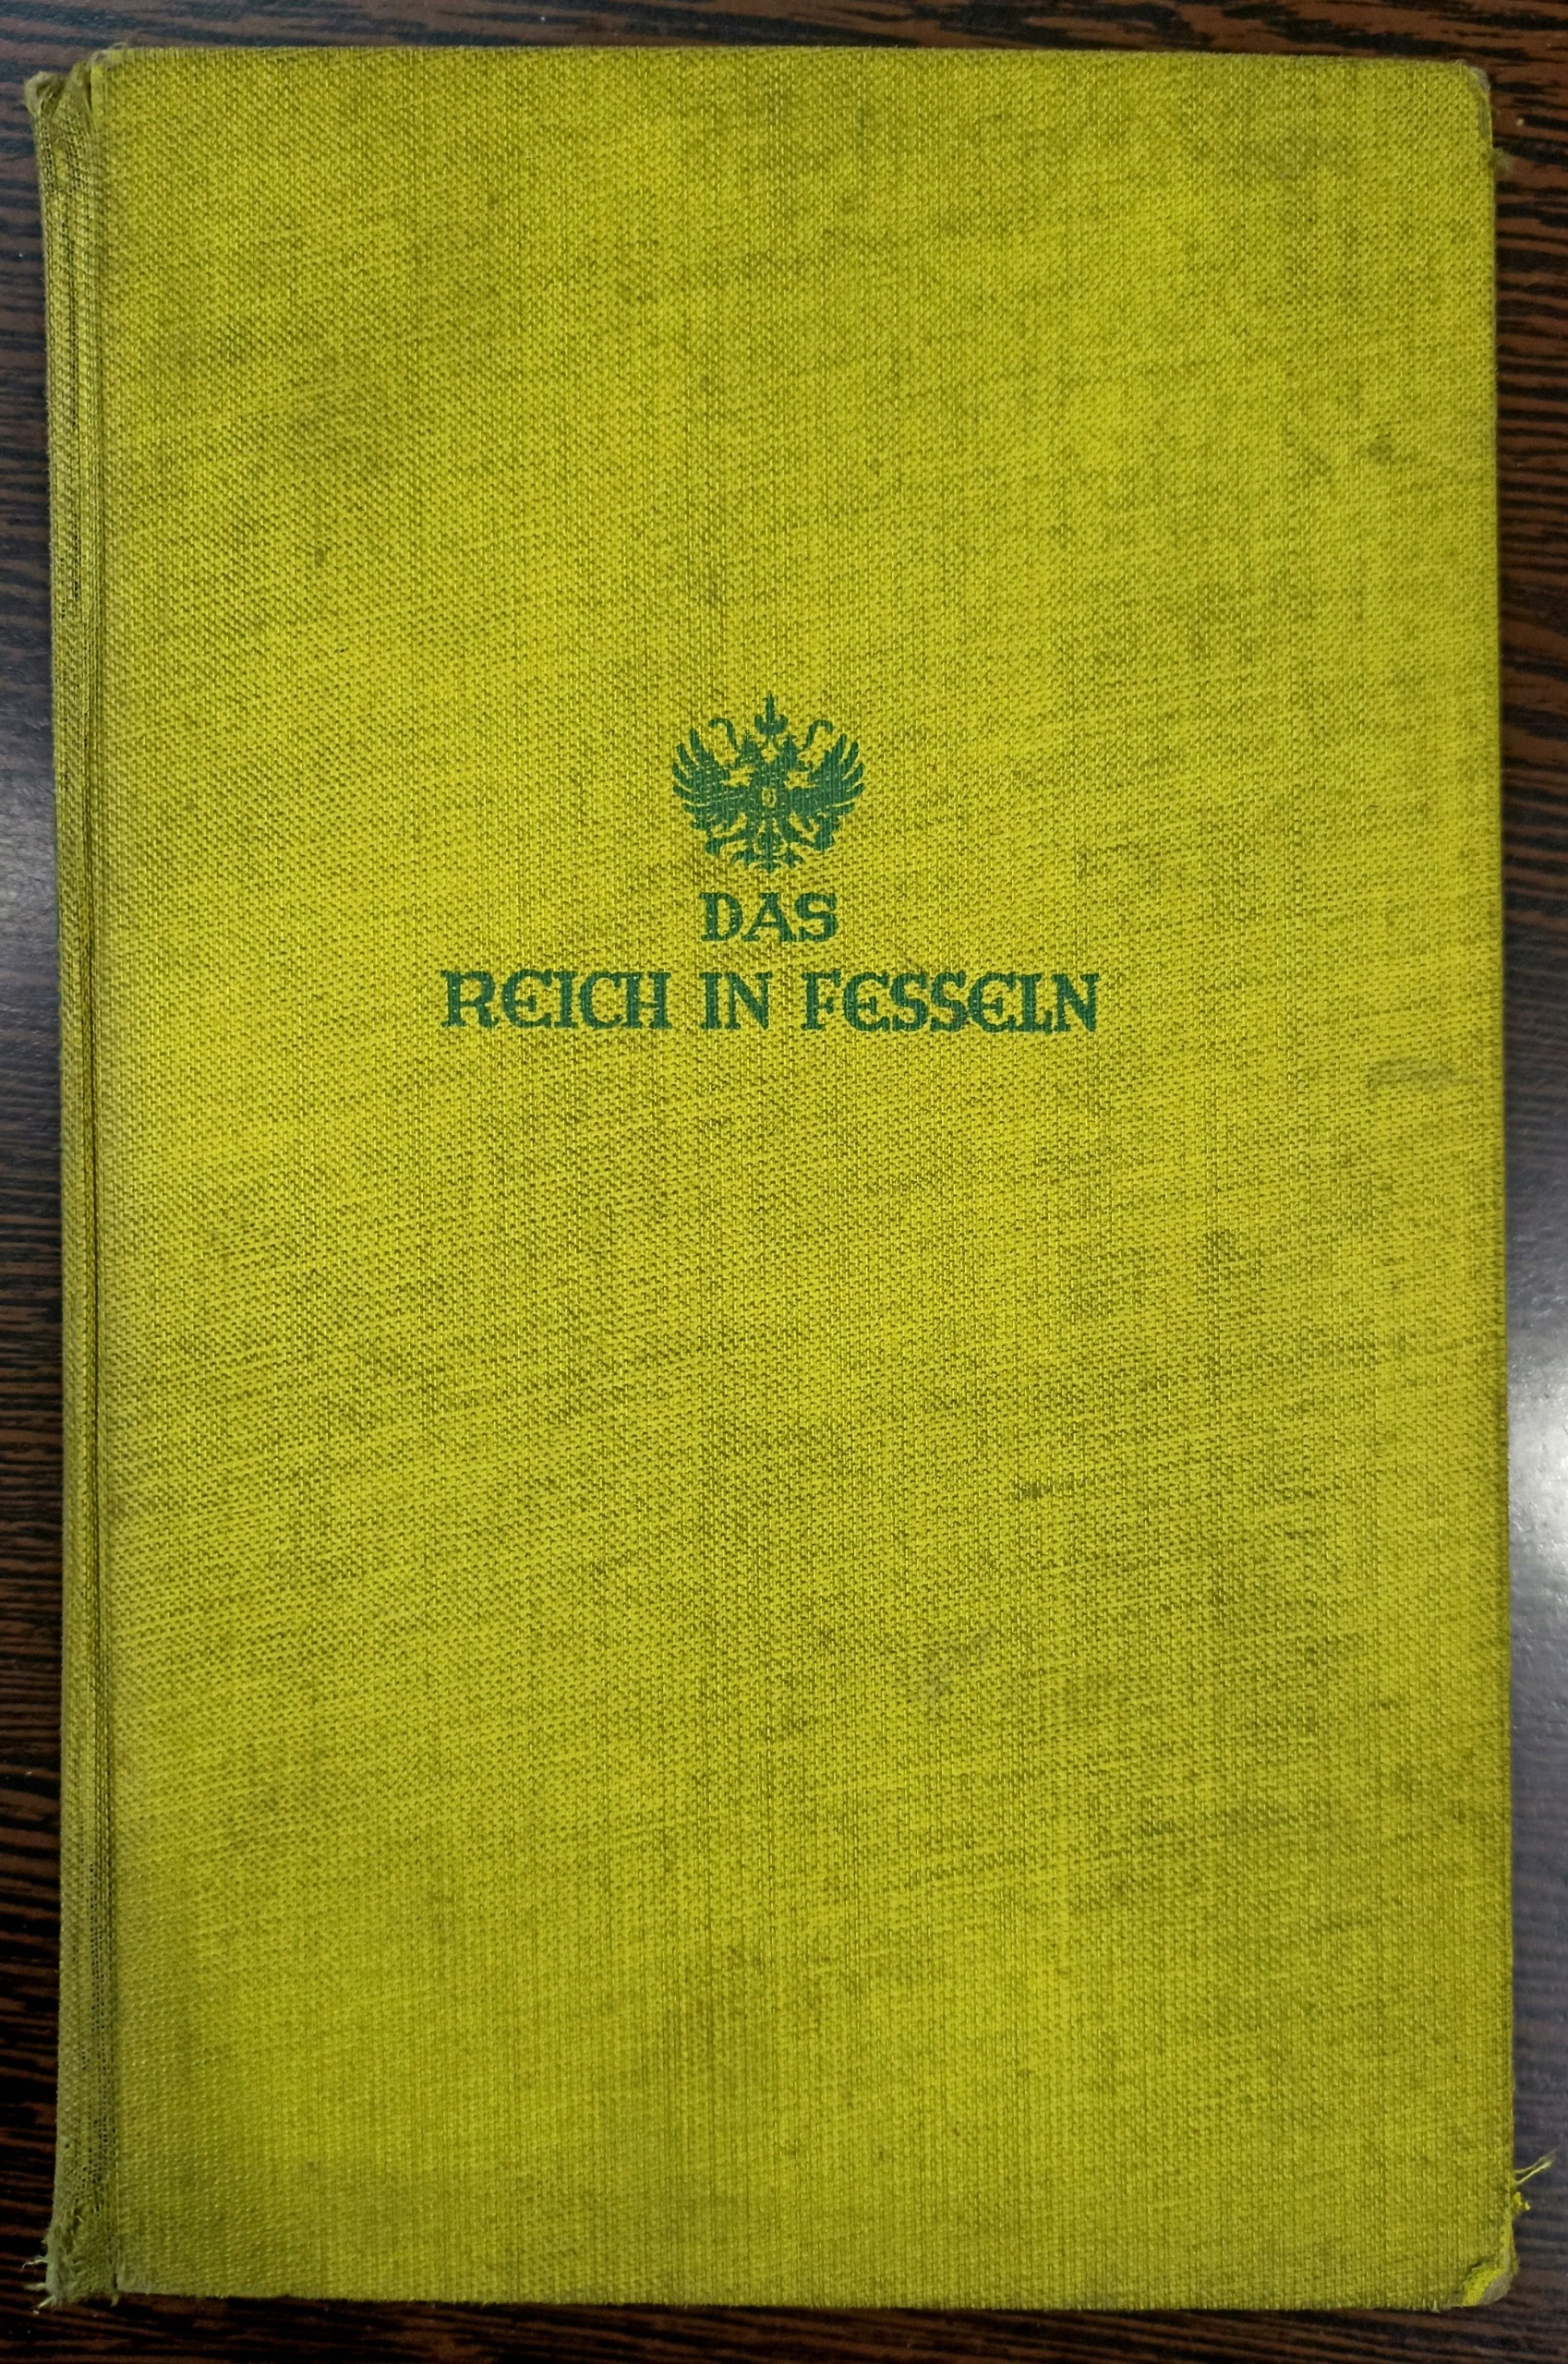 DAS
REICH IN FESSELN